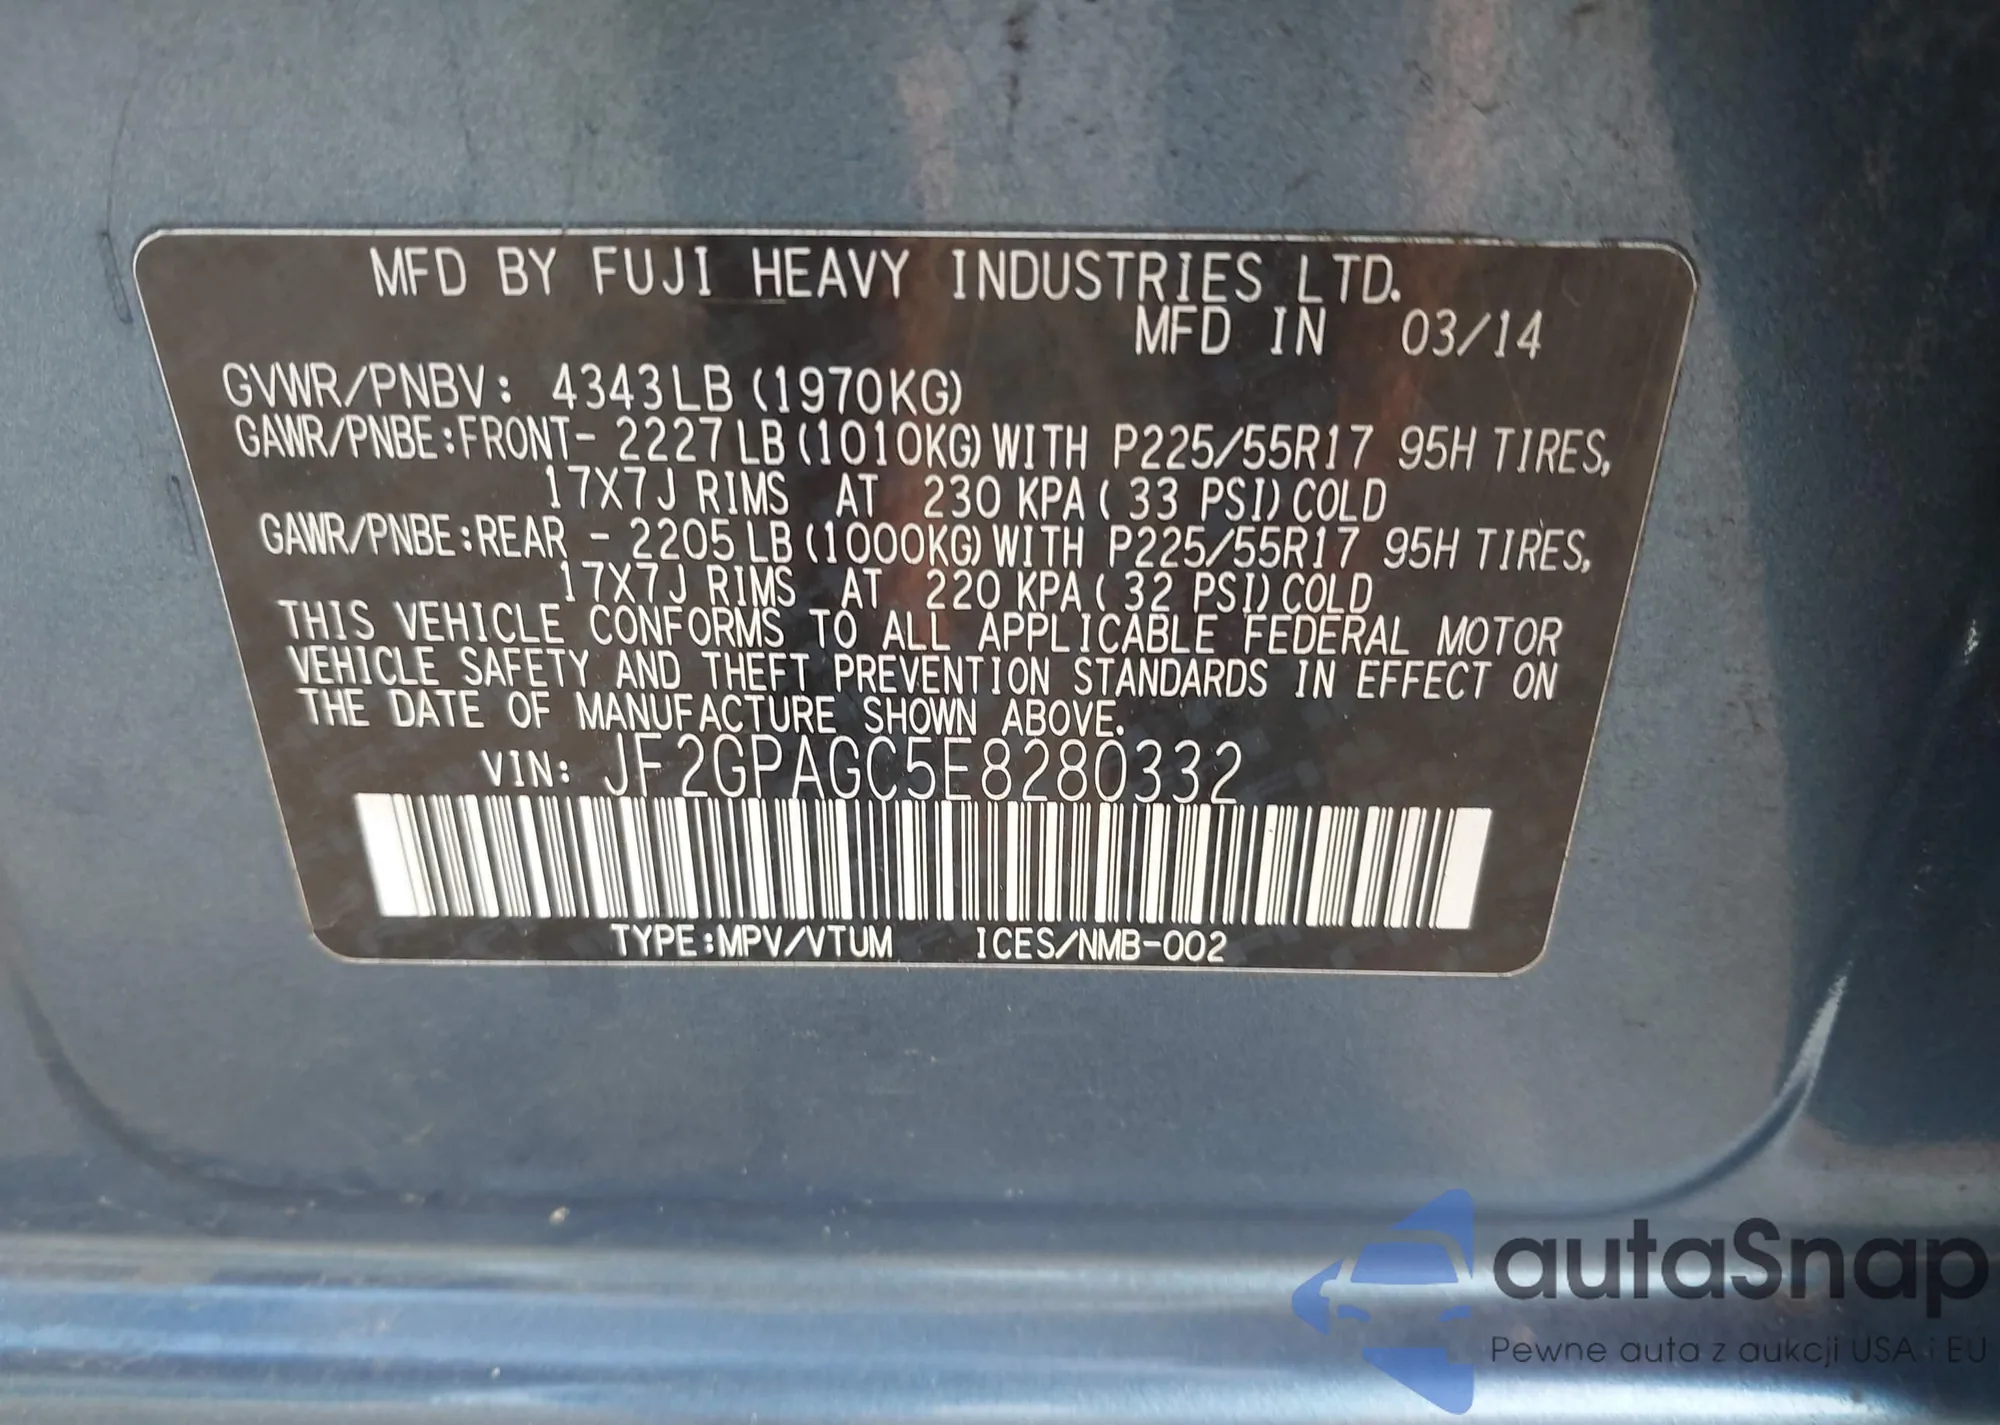 MFD BY FUJI HEAVY INDUSTRIES LTD.
MFD IN 03/14
GVWR/PNBV: 4343LB(1970KG)
GAWR/PNBE:FRONT- 2227LB(1010KG)WITH P225/55R17 95H TIRES,
17X7J RIMS AT 230 KPA( 33 PSI)COLD
GAWR/PNBE:REAR - 2205LB(1000KG)WITH P225/55R17 95H TIRES,
17X7J RIMS AT 220 KPA( 32 PSI)COLD
THIS VEHICLE CONFORMS TO ALL APPLICABLE FEDERAL MOTOR
VEHICLE SAFETY AND THEFT PREVENTION STANDARDS IN EFFECT ON
THE DATE OF MANUFACTURE SHOWN ABOVE.
VIN: JF2GPAGC5E8280332
TYPE:MPV/VTUM ICES/NMB-002
autaSnap
Pewne auta z aukcji USA i EU